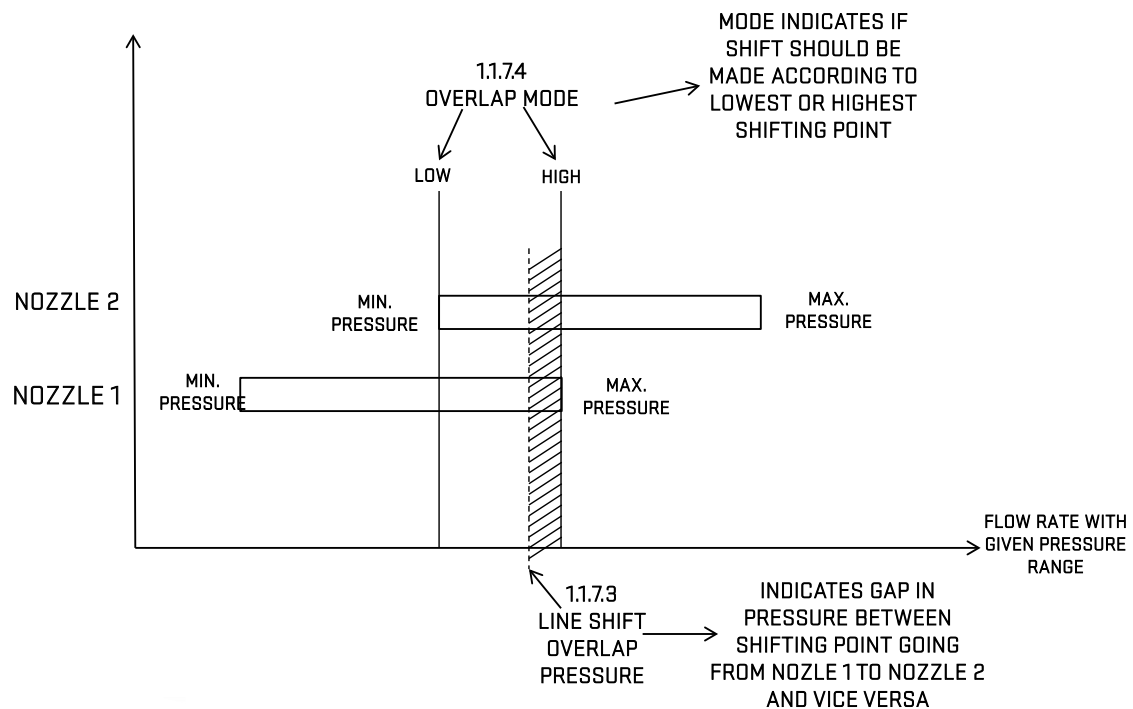 MODE INDICATES IF
SHIFT SHOULD BE
MADE ACCORDING TO
LOWEST OR HIGHEST
SHIFTING POINT
1.1.7.4
OVERLAP MODE
LOW
HIGH
NOZZLE 2
MIN.
PRESSURE
MAX.
PRESSURE
NOZZLE 1
MIN.
PRESSURE
MAX.
PRESSURE
FLOW RATE WITH
GIVEN PRESSURE
RANGE
1.1.7.3
LINE SHIFT
OVERLAP
PRESSURE
INDICATES GAP IN
PRESSURE BETWEEN
SHIFTING POINT GOING
FROM NOZLE 1 TO NOZZLE 2
AND VICE VERSA